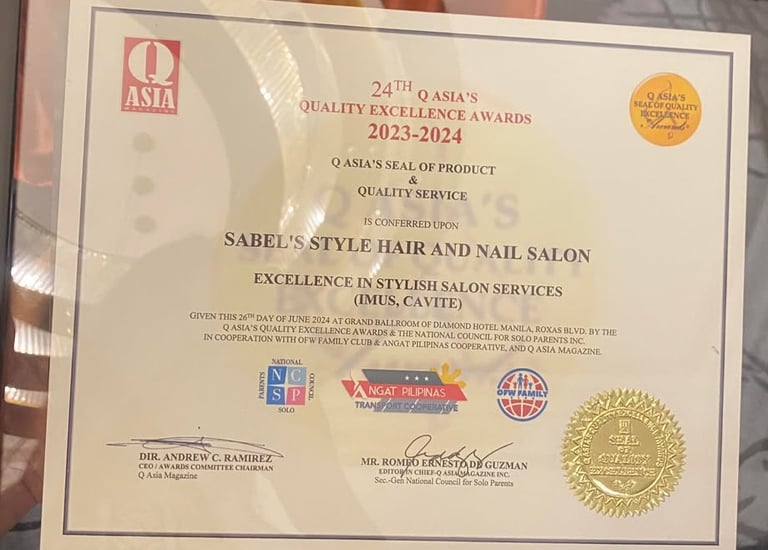 Q
ASIA
MAGAZINE
24TH Q ASIA'S
QUALITY EXCELLENCE AWARDS
2023-2024
Q ASIA'S
SEAL OF QUALITY
EXCELLENCE
Awards
Q ASIA'S SEAL OF PRODUCT
&
QUALITY SERVICE
IS CONFERRED UPON
SABEL'S STYLE HAIR AND NAIL SALON
EXCELLENCE IN STYLISH SALON SERVICES
(IMUS, CAVITE)
GIVEN THIS 26TH DAY OF JUNE 2024 AT GRAND BALLROOM OF DIAMOND HOTEL MANILA, ROXAS BLVD. BY THE
Q ASIA'S QUALITY EXCELLENCE AWARDS & THE NATIONAL COUNCIL FOR SOLO PARENTS INC.
IN COOPERATION WITH OFW FAMILY CLUB & ANGAT PILIPINAS COOPERATIVE, AND Q ASIA MAGAZINE.
NATIONAL
PARENTS
NC
SP
COUNCIL
SOLO
ANGAT PILIPINAS
TRANSPORT COOPERATIVE
OFW FAMILY
DIR. ANDREW C. RAMIREZ
CEO / AWARDS COMMITTEE CHAIRMAN
Q Asia Magazine
MR. ROMEO ERNESTO DE GUZMAN
EDITOR IN CHIEF-Q ASIA MAGAZINE INC.
Sec.-Gen National Council for Solo Parents
SEAL
OF